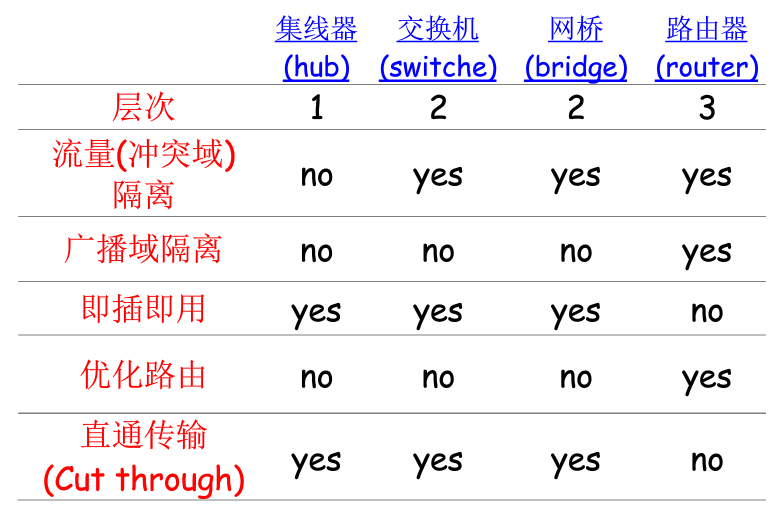 集线器 交换机 网桥 路由器
(hub) (switche) (bridge) (router)
层次 1 2 2 3
流量(冲突域)
隔离 no yes yes yes
广播域隔离 no no no yes
即插即用 yes yes yes no
优化路由 no no no yes
直通传输
(Cut through) yes yes yes no